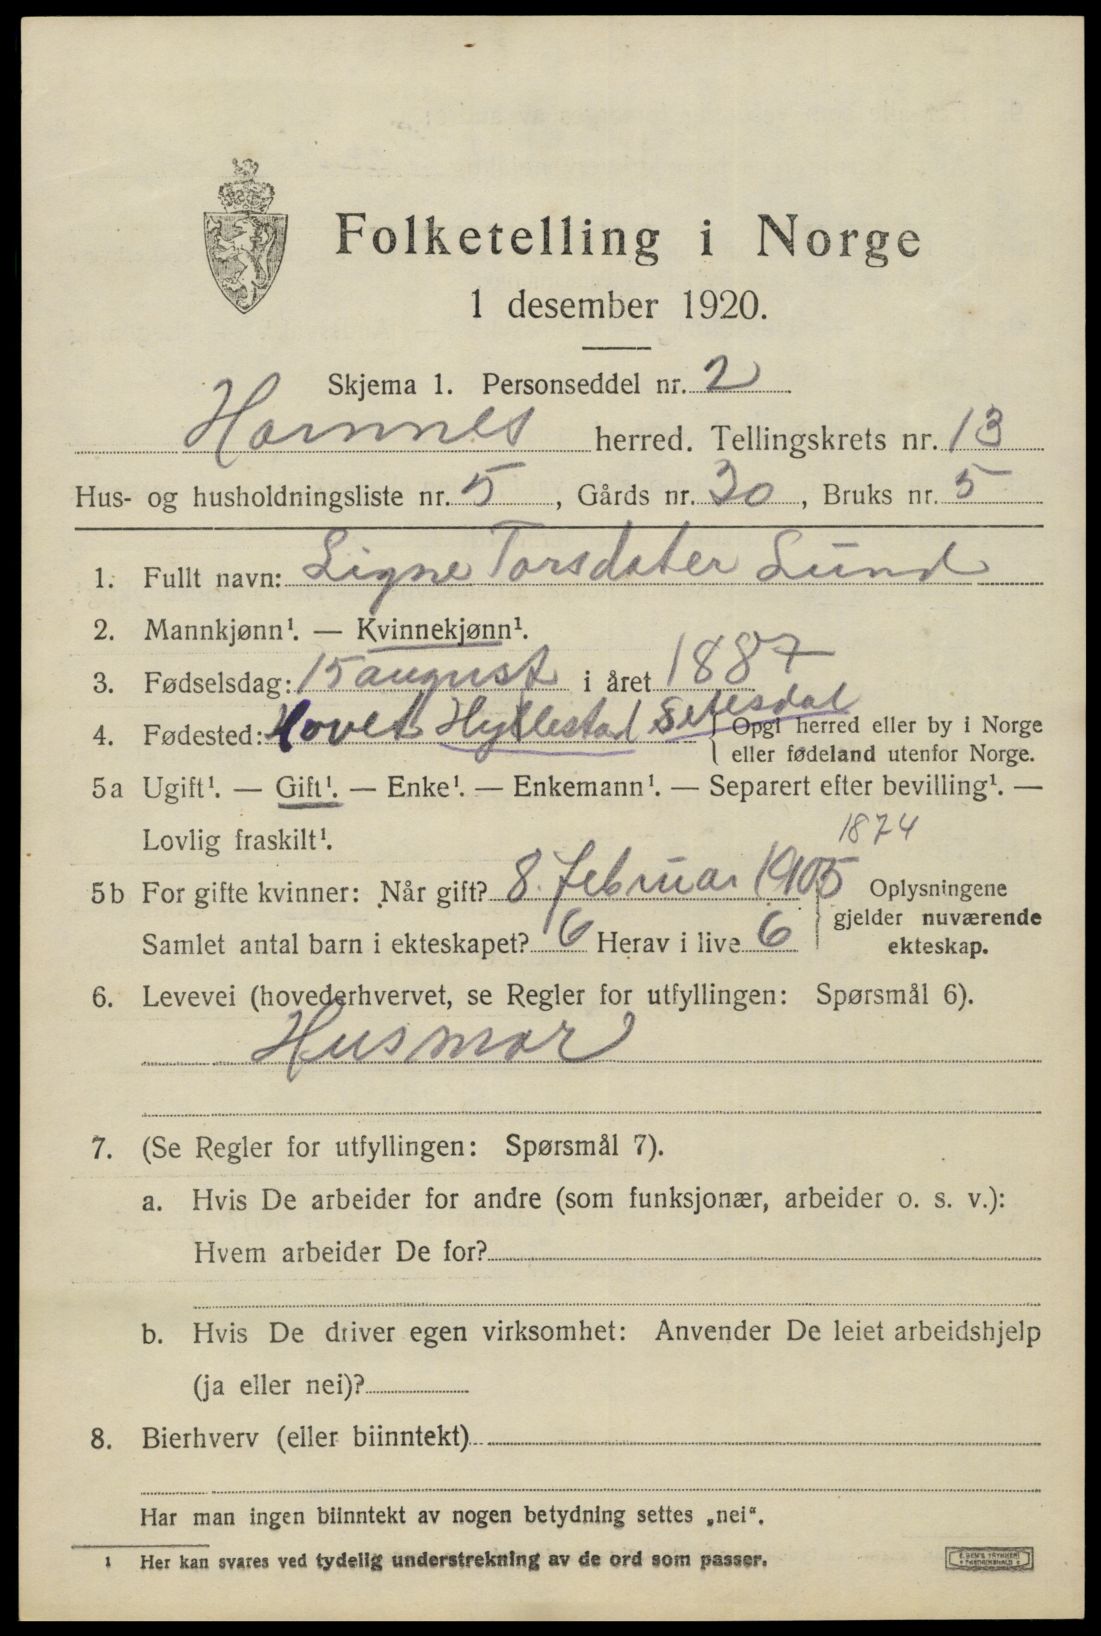 Folketelling i Norge
1 desember 1920.
Skjema 1. Personseddel nr. 2
Hornnes herred. Tellingskrets nr. 13
Hus- og husholdningsliste nr. 5, Gårds nr. 30, Bruks nr. 5
1. Fullt navn: Signe Torsdater Lund
2. Mannkjønn¹. — Kvinnekjønn¹.
3. Fødselsdag: 15 august i året 1887
4. Fødested: Hovet Hyllestad Setesdal
Opgi herred eller by i Norge
eller fødeland utenfor Norge.
5a Ugift¹. — Gift¹. — Enke¹. — Enkemann¹. — Separert efter bevilling¹. —
Lovlig fraskilt¹.
1874
5b For gifte kvinner: Når gift? 8. februar 1905
Samlet antal barn i ekteskapet? 6 Herav i live 6
Oplysningene
gjelder nuværende
ekteskap.
6. Levevei (hovederhvervet, se Regler for utfyllingen: Spørsmål 6).
Husmor
7. (Se Regler for utfyllingen: Spørsmål 7).
a. Hvis De arbeider for andre (som funksjonær, arbeider o. s. v.):
Hvem arbeider De for?
b. Hvis De driver egen virksomhet: Anvender De leiet arbeidshjelp
(ja eller nei)?
8. Bierhverv (eller biinntekt)
Har man ingen biinntekt av nogen betydning settes „nei“.
¹ Her kan svares ved tydelig understrekning av de ord som passer.